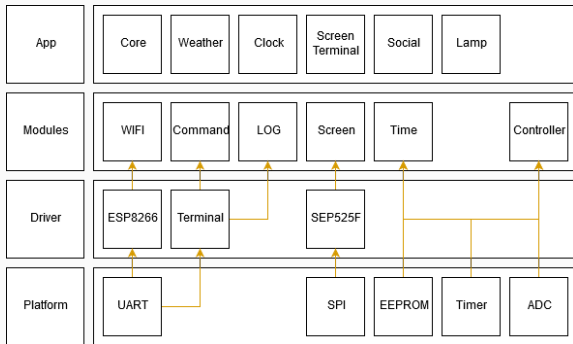 App
Core
Weather
Clock
Screen
Terminal
Social
Lamp
Modules
WIFI
Command
LOG
Screen
Time
Controller
Driver
ESP8266
Terminal
SEP525F
Platform
UART
SPI
EEPROM
Timer
ADC